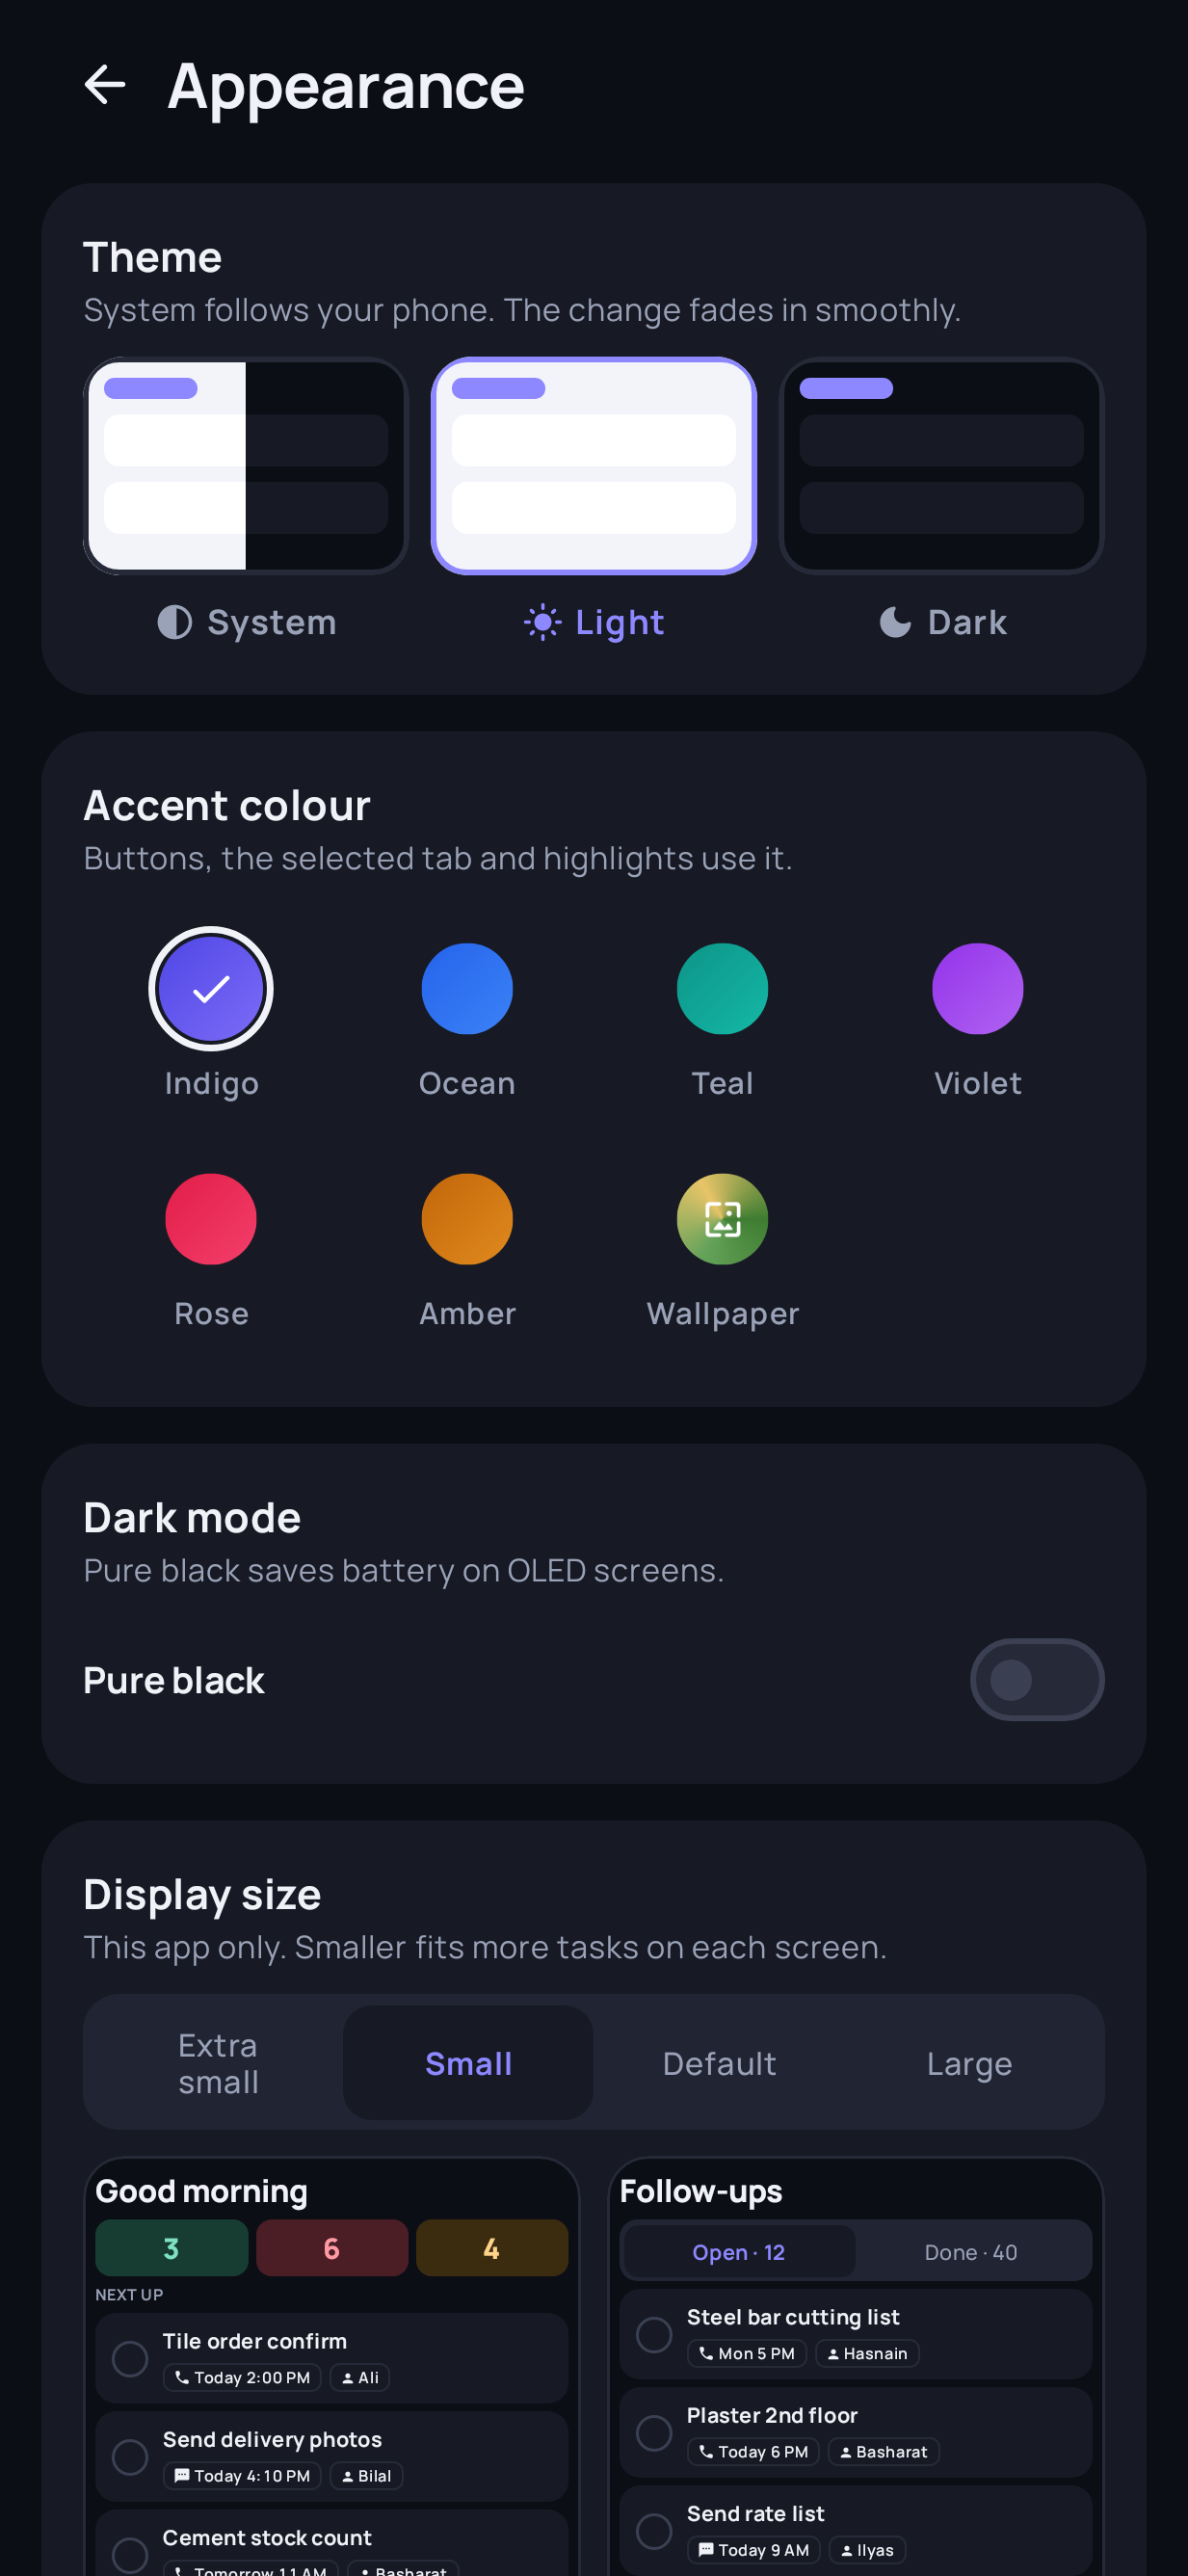 Appearance
Theme
System follows your phone. The change fades in smoothly.
System
Light
Dark
Accent colour
Buttons, the selected tab and highlights use it.
Indigo
Ocean
Teal
Violet
Rose
Amber
Wallpaper
Dark mode
Pure black saves battery on OLED screens.
Pure black
Display size
This app only. Smaller fits more tasks on each screen.
Extra
small
Small
Default
Large
Good morning
3
6
4
NEXT UP
Tile order confirm
Today 2:00 PM
Ali
Send delivery photos
Today 4:10 PM
Bilal
Cement stock count
Tomorrow 11 AM
Basharat
Follow-ups
Open · 12
Done · 40
Steel bar cutting list
Mon 5 PM
Hasnain
Plaster 2nd floor
Today 6 PM
Basharat
Send rate list
Today 9 AM
Ilyas